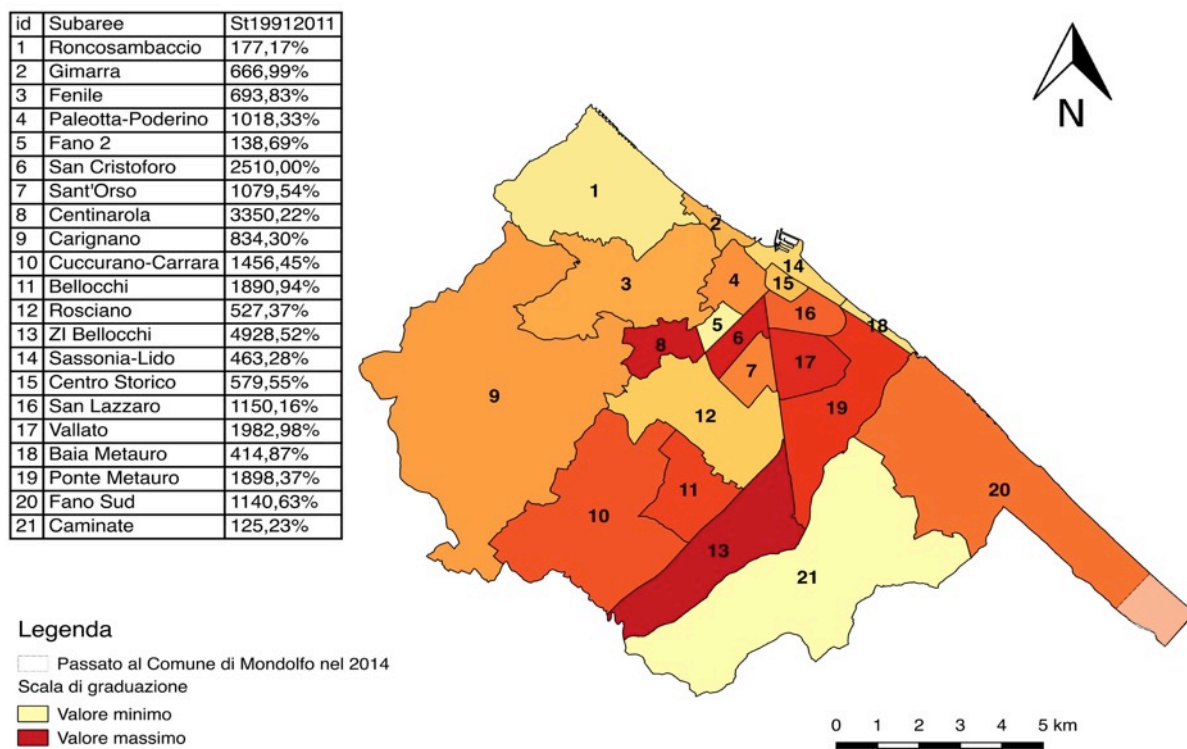 id Subaree St19912011
1 Roncosambaccio 177,17%
2 Gimarra 666,99%
3 Fenile 693,83%
4 Paleotta-Poderino 1018,33%
5 Fano 2 138,69%
6 San Cristoforo 2510,00%
7 Sant'Orso 1079,54%
8 Centinarola 3350,22%
9 Carignano 834,30%
10 Cuccurano-Carrara 1456,45%
11 Bellocchi 1890,94%
12 Rosciano 527,37%
13 ZI Bellocchi 4928,52%
14 Sassonia-Lido 463,28%
15 Centro Storico 579,55%
16 San Lazzaro 1150,16%
17 Vallato 1982,98%
18 Baia Metauro 414,87%
19 Ponte Metauro 1898,37%
20 Fano Sud 1140,63%
21 Caminate 125,23%
N
1
2
14
3
4
15
16
5
18
6
8
17
7
9
19
12
20
11
10
13
21
Legenda
Passato al Comune di Mondolfo nel 2014
Scala di graduazione
Valore minimo
Valore massimo
0 1 2 3 4 5 km